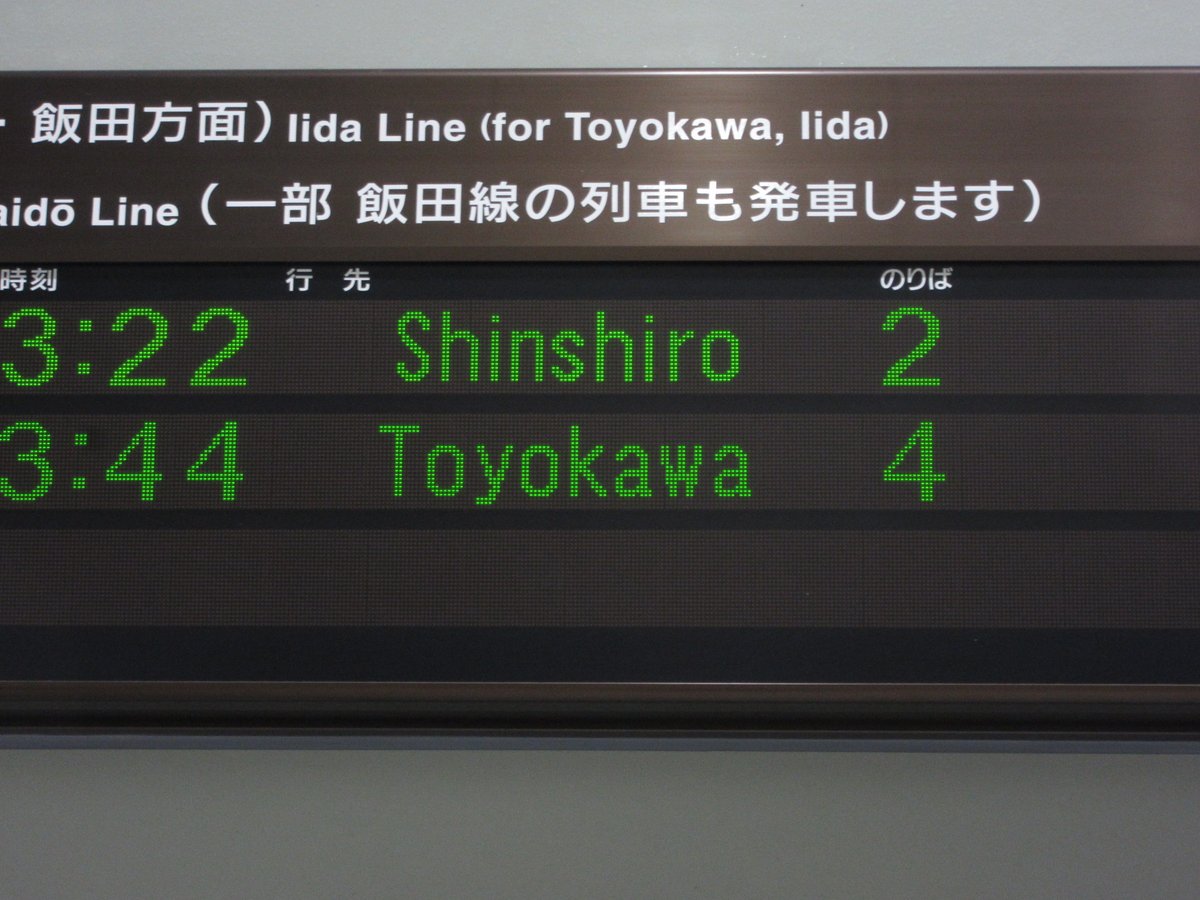 飯田方面) Iida Line (for Toyokawa, Iida)
aidō Line (一部 飯田線の列車も発車します)
時刻 行 先 のりば
3:22 Shinshiro 2
3:44 Toyokawa 4